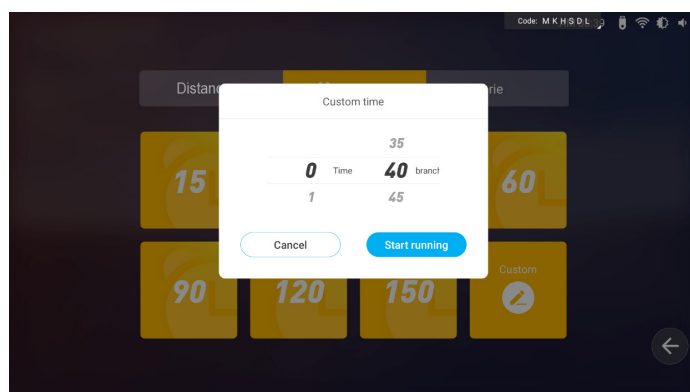 Code: M K H S D L
Distanc
rie
Custom time
35
0 Time 40 branch
1 45
Cancel Start running
15
60
90
120
150
Custom